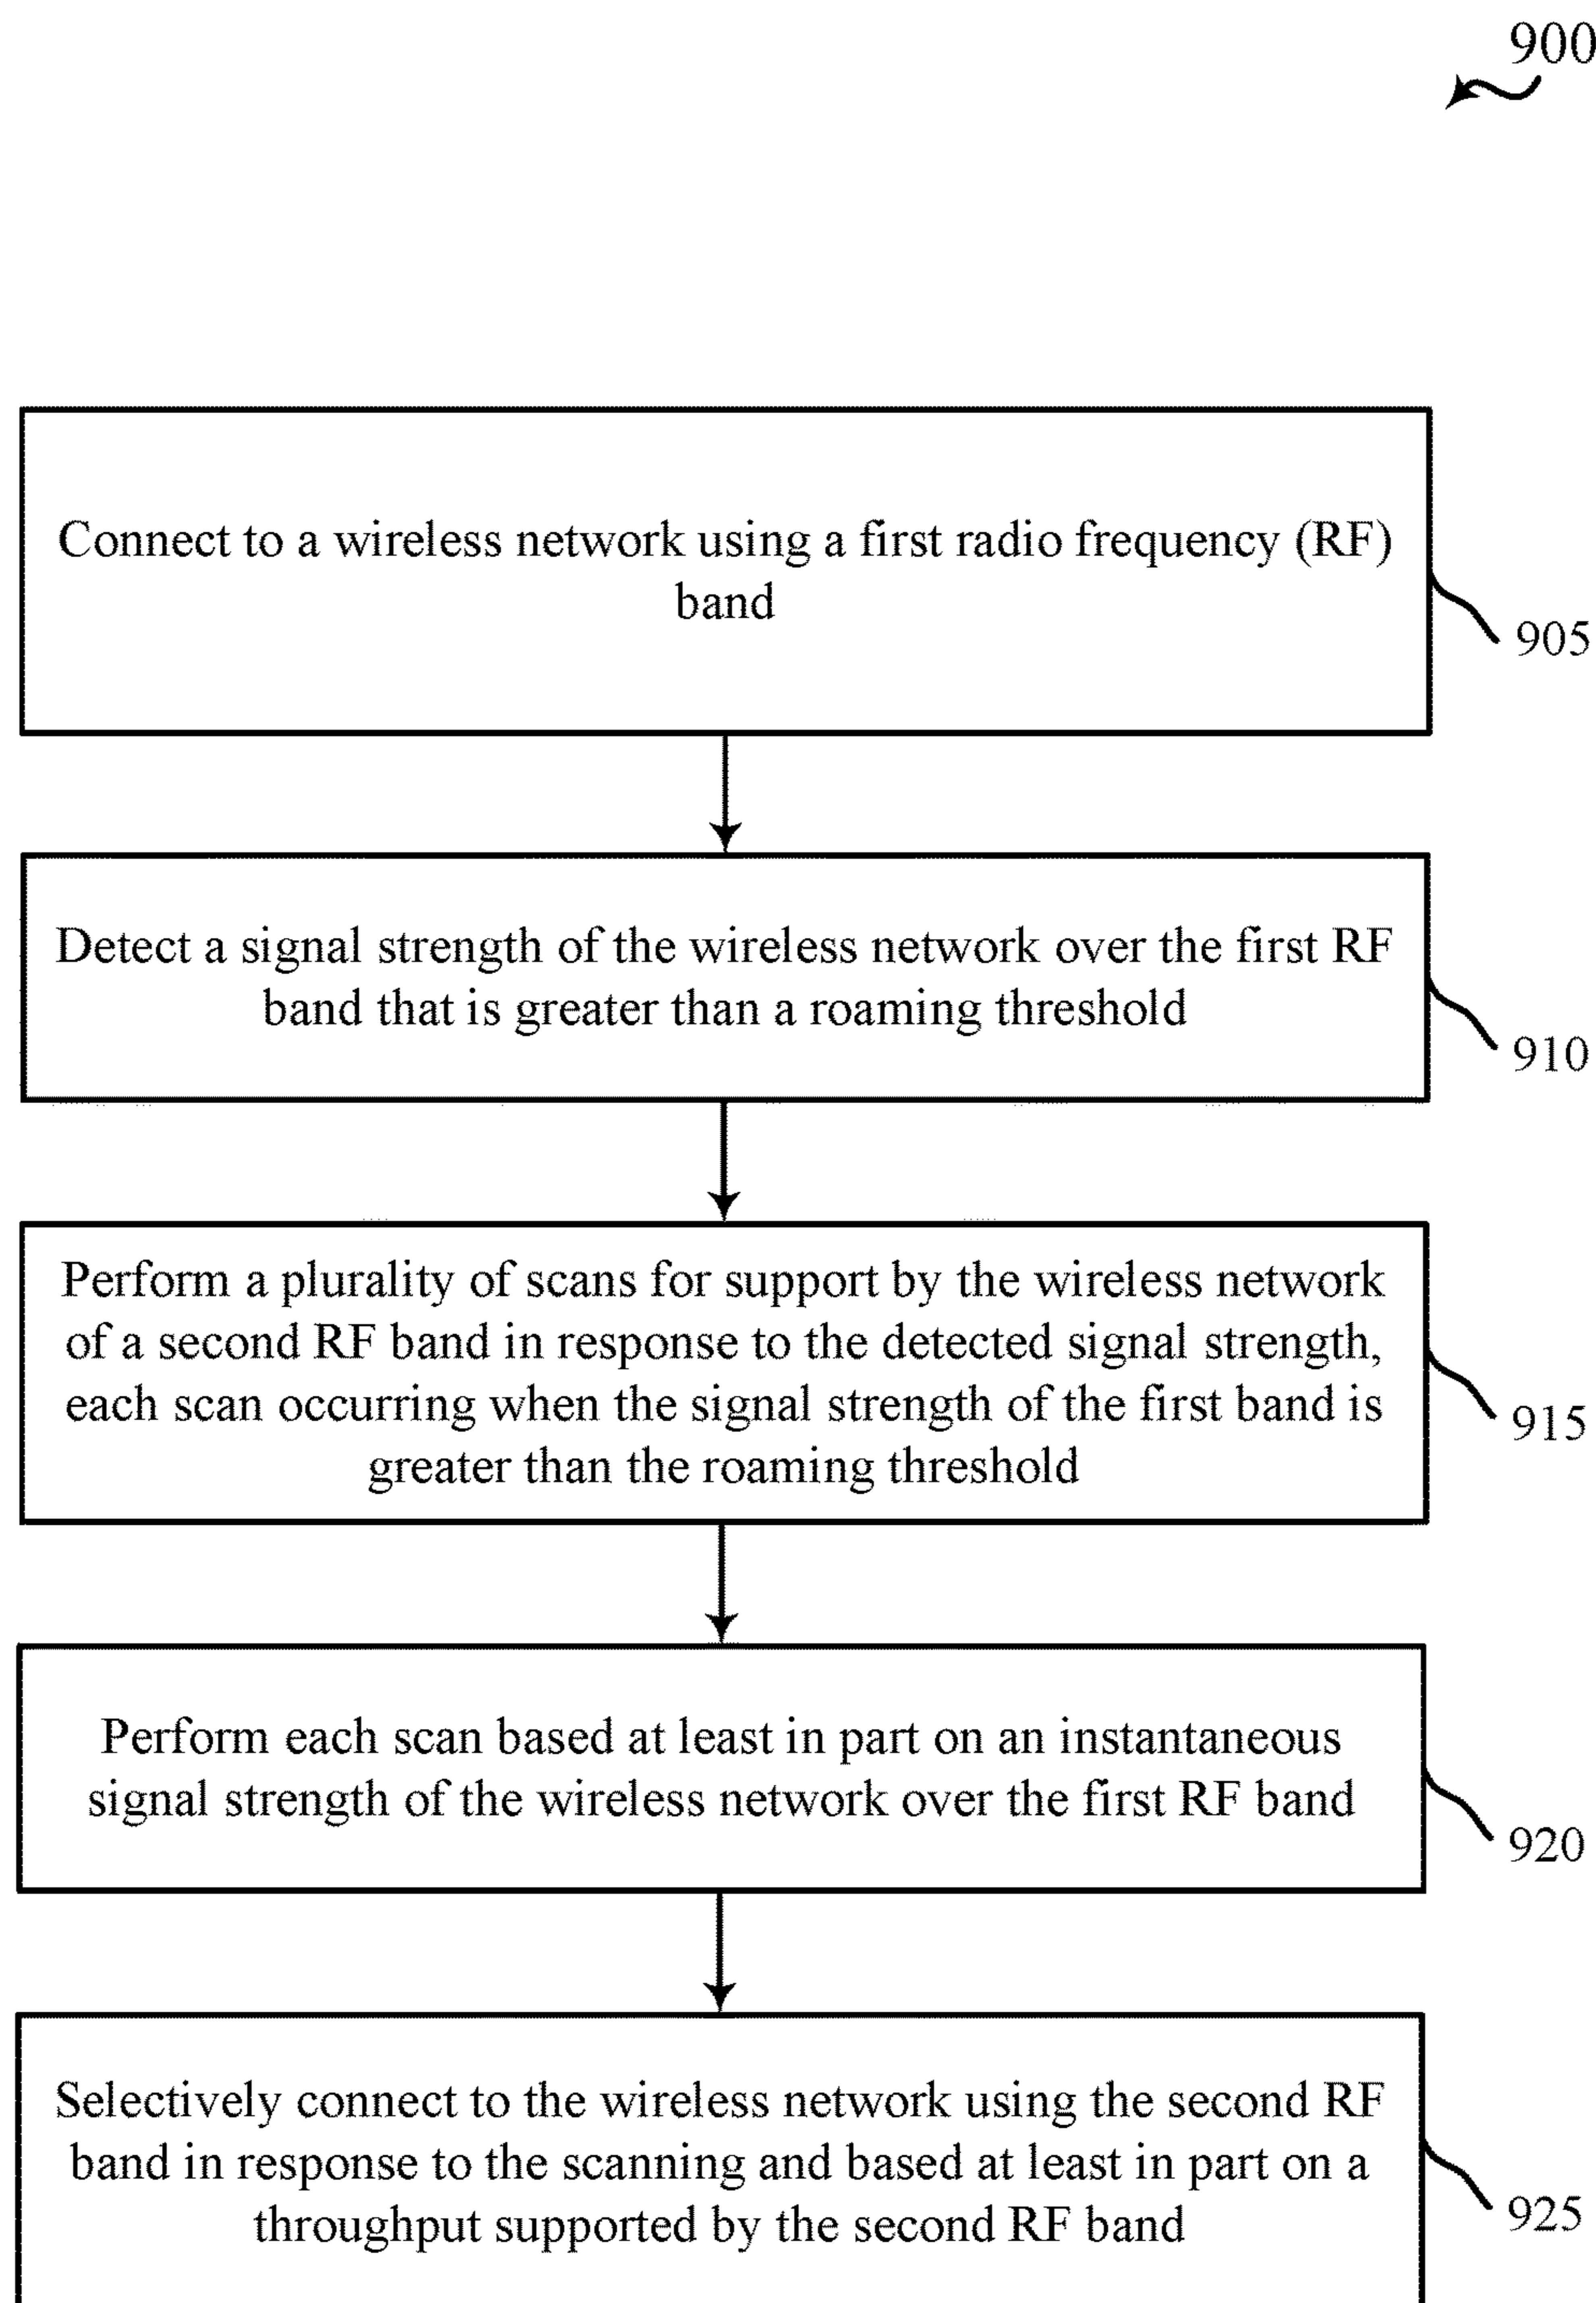 900
Connect to a wireless network using a first radio frequency (RF)
band
905
Detect a signal strength of the wireless network over the first RF
band that is greater than a roaming threshold
910
Perform a plurality of scans for support by the wireless network
of a second RF band in response to the detected signal strength,
each scan occurring when the signal strength of the first band is
greater than the roaming threshold
915
Perform each scan based at least in part on an instantaneous
signal strength of the wireless network over the first RF band
920
Selectively connect to the wireless network using the second RF
band in response to the scanning and based at least in part on a
throughput supported by the second RF band
925